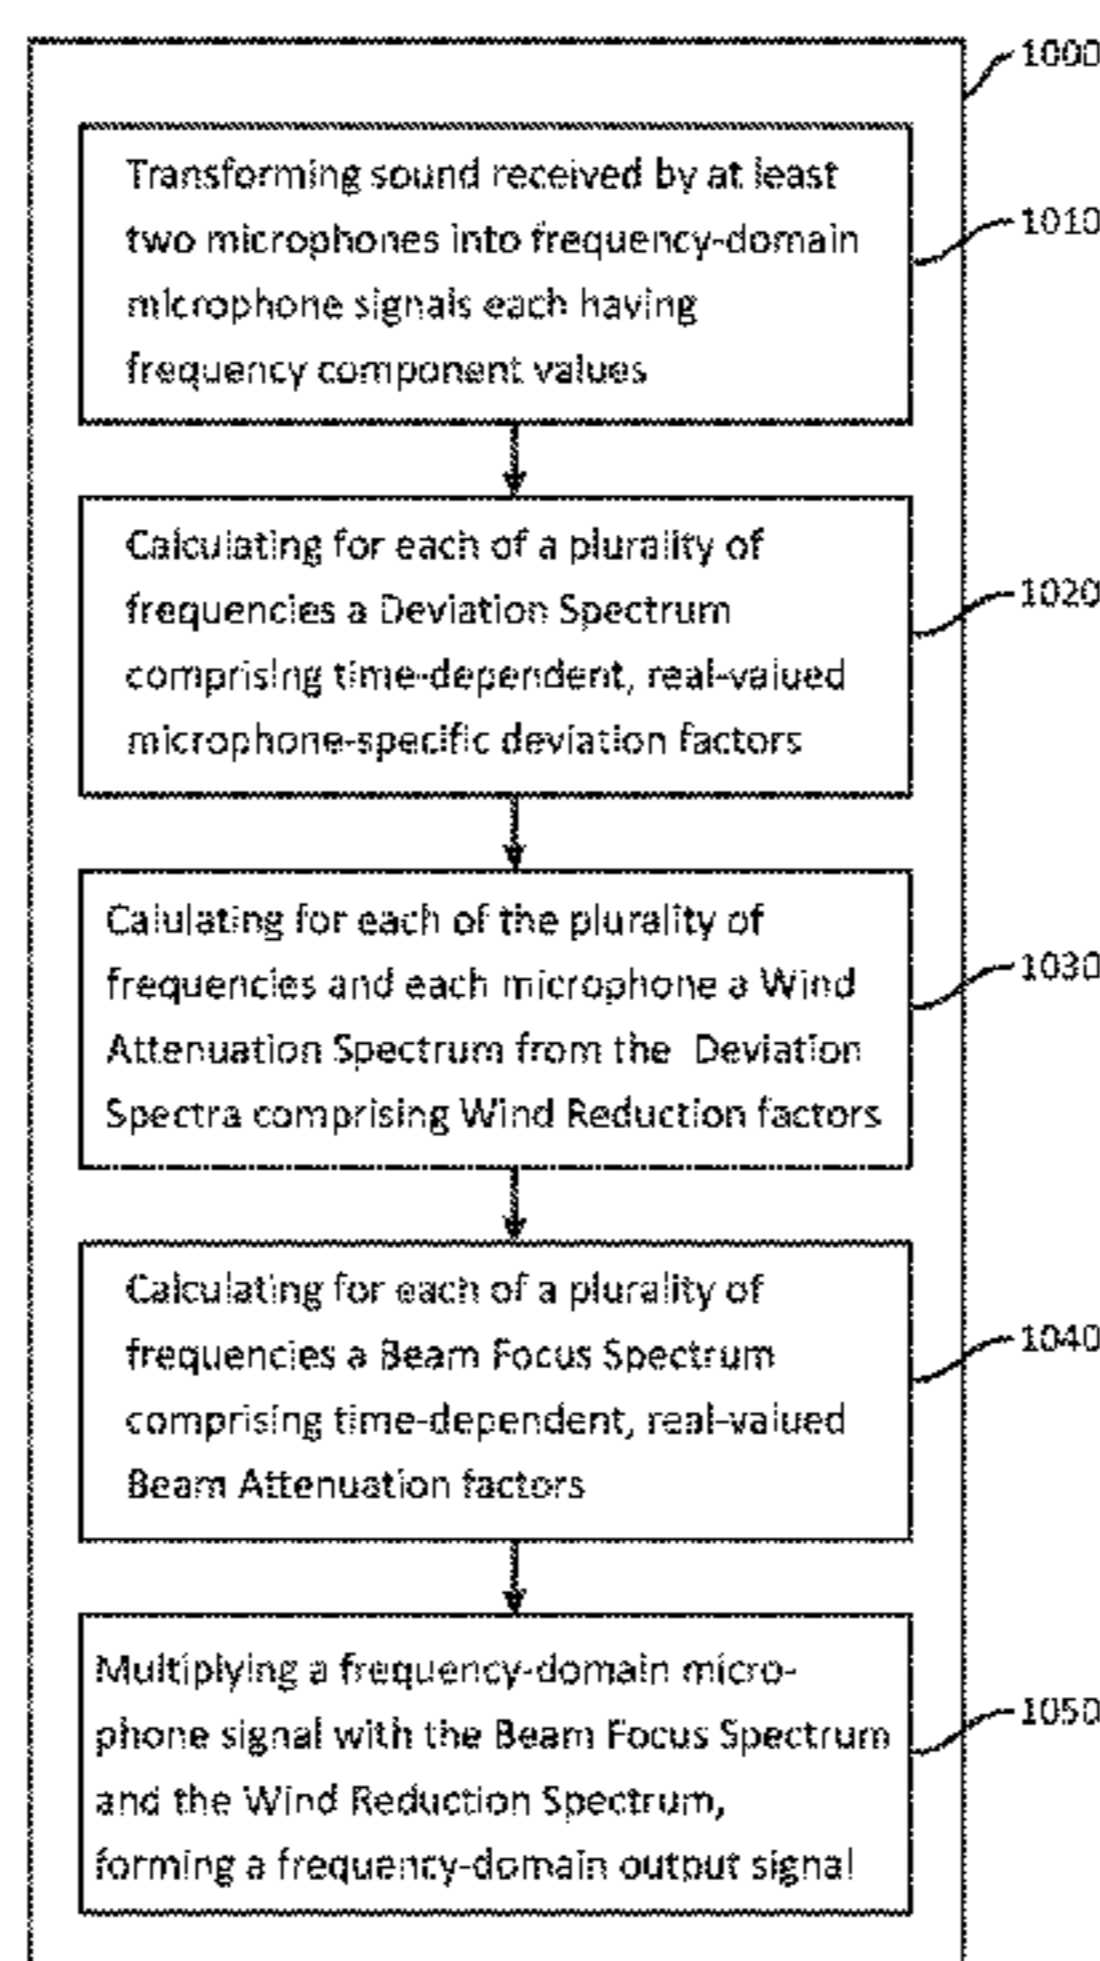 1000
Transforming sound received by at least
two microphones into frequency-domain
microphone signals each having
frequency component values
1010
Calculating for each of a plurality of
frequencies a Deviation Spectrum
comprising time-dependent, real-valued
microphone-specific deviation factors
1020
Calulating for each of the plurality of
frequencies and each microphone a Wind
Attenuation Spectrum from the Deviation
Spectra comprising Wind Reduction factors
1030
Calculating for each of a plurality of
frequencies a Beam Focus Spectrum
comprising time-dependent, real-valued
Beam Attenuation factors
1040
Multiplying a frequency-domain micro-
phone signal with the Beam Focus Spectrum
and the Wind Reduction Spectrum,
forming a frequency-domain output signal
1050